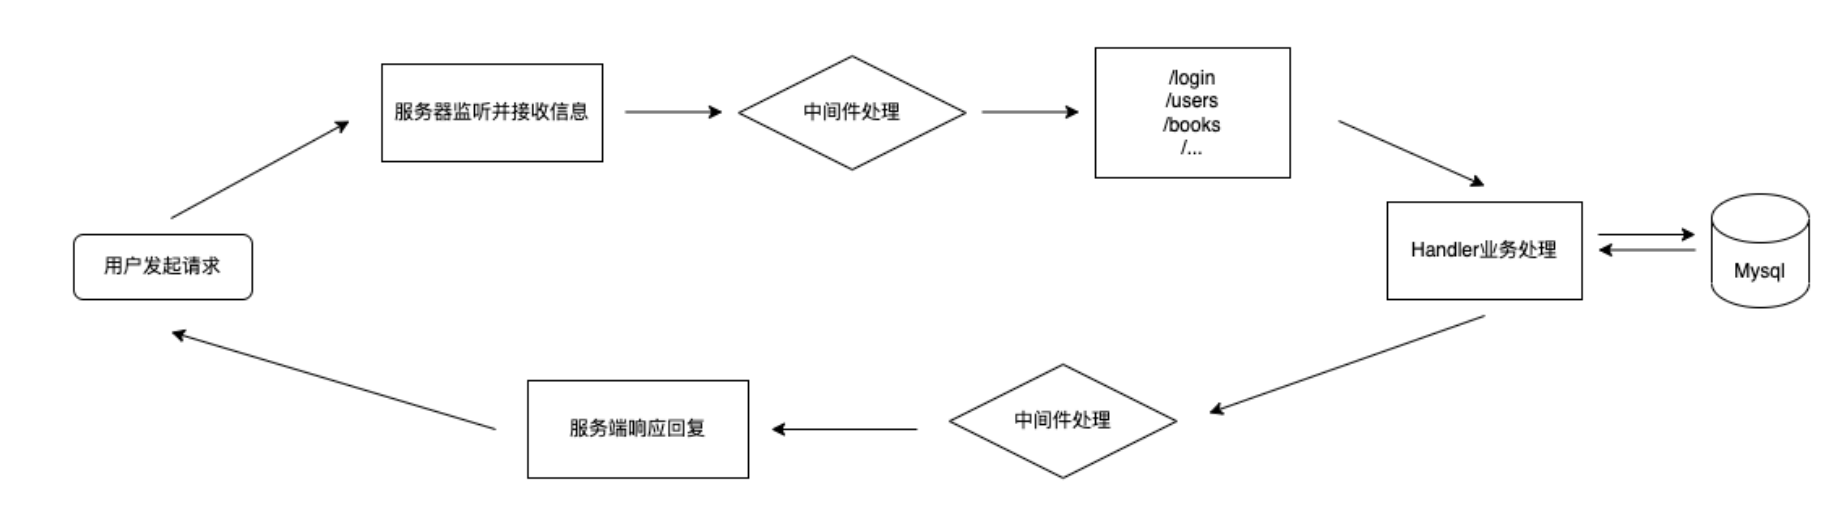 服务器监听并接收信息
中间件处理
/login
/users
/books
/...
用户发起请求
Handler业务处理
Mysql
服务端响应回复
中间件处理